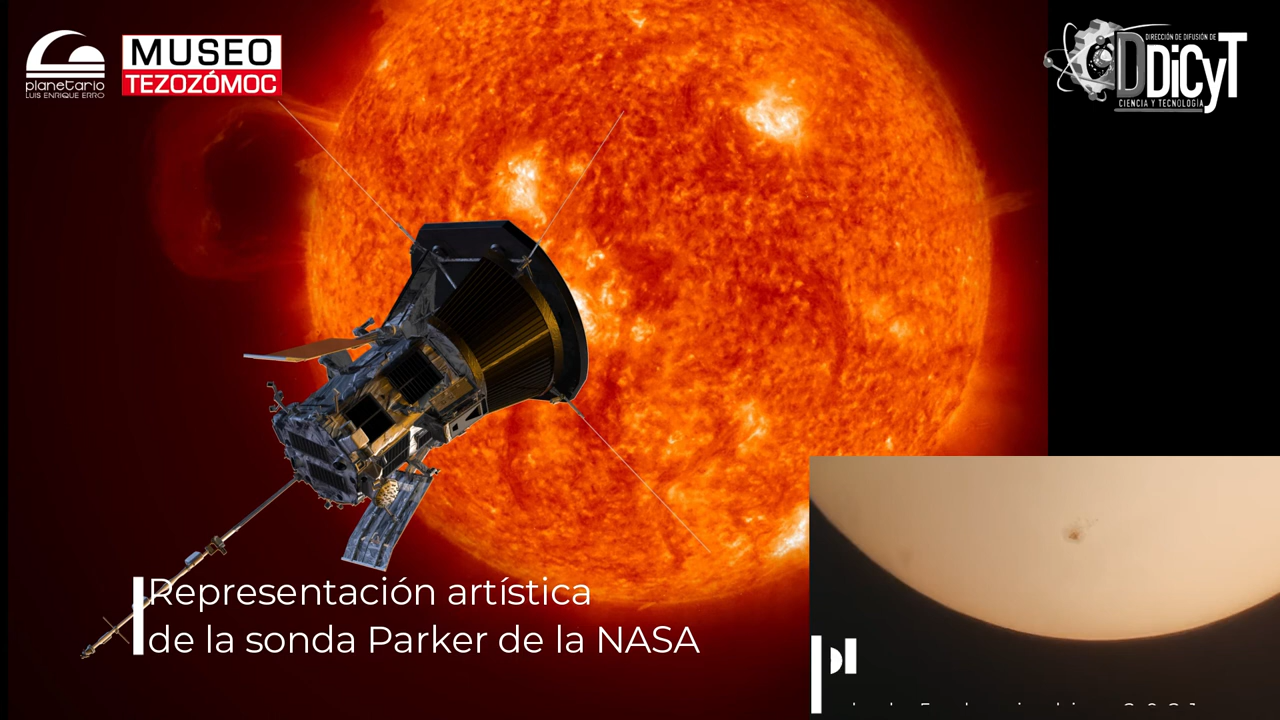 planetario
LUIS ENRIQUE ERRO
MUSEO
TEZOZÓMOC
DIRECCIÓN DE DIFUSIÓN DE
DDiCyT
CIENCIA Y TECNOLOGÍA
Representación artística
de la sonda Parker de la NASA